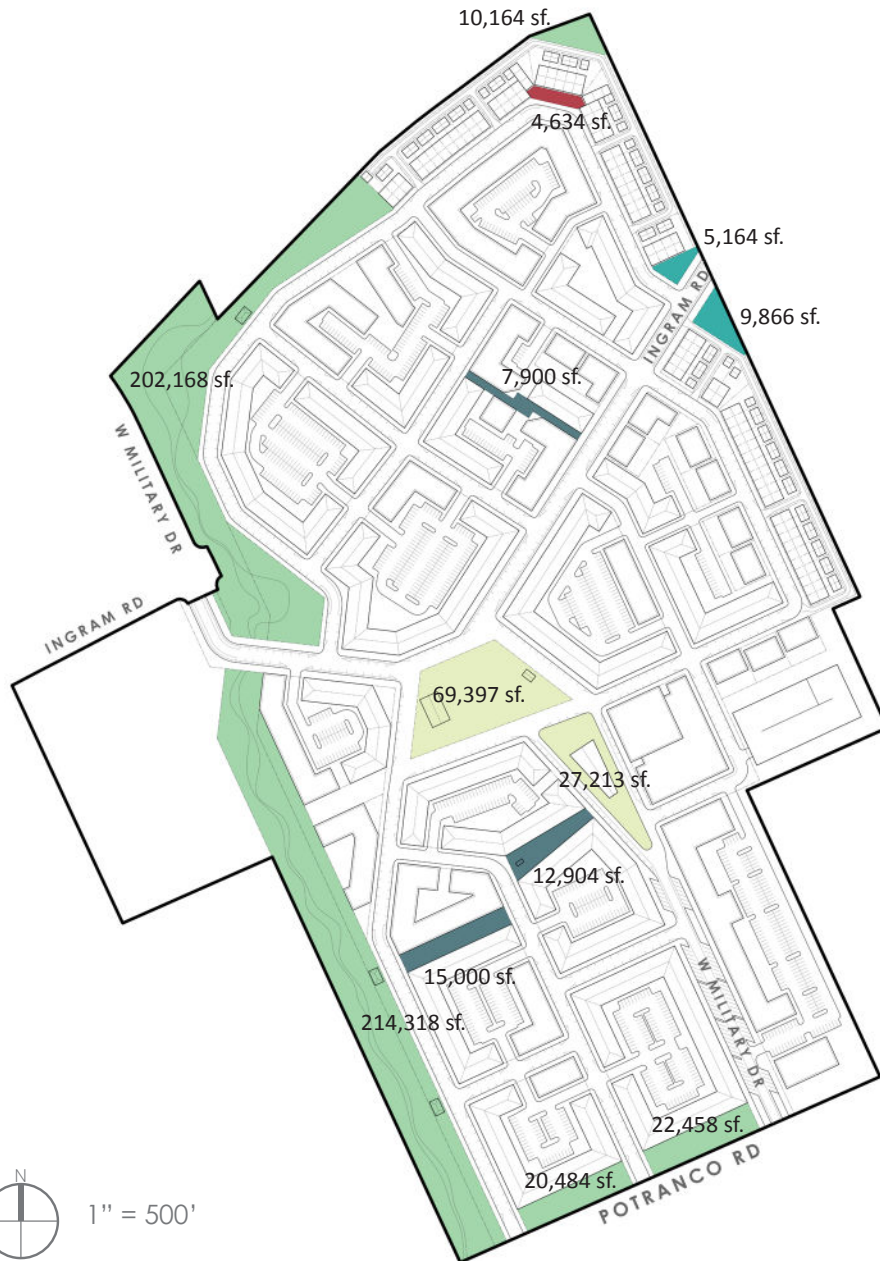 10,164 sf.
4,634 sf.
5,164 sf.
INGRAM RD
9,866 sf.
7,900 sf.
202,168 sf.
W MILITARY DR
INGRAM RD
69,397 sf.
27,213 sf.
12,904 sf.
15,000 sf.
214,318 sf.
W MILITARY DR
22,458 sf.
20,484 sf.
POTRANCO RD
N
1” = 500’